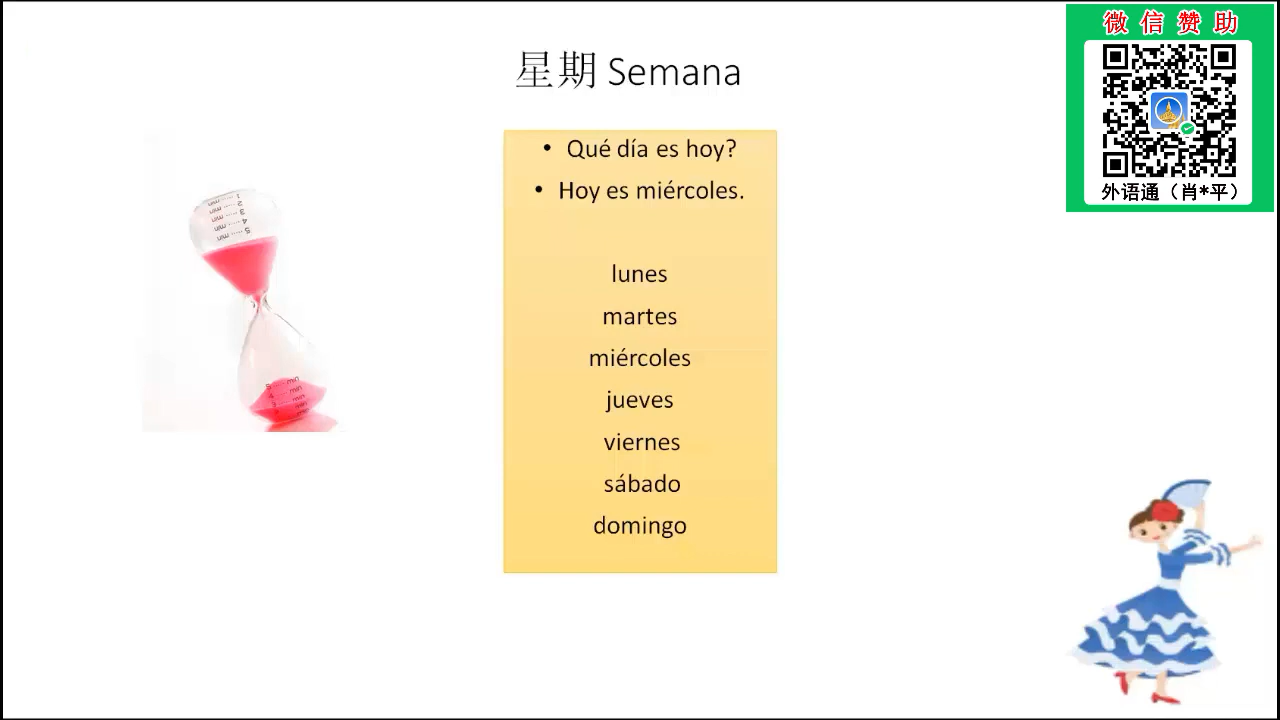 微信赞助
外语通（肖*平）
星期 Semana
• Qué día es hoy?
• Hoy es miércoles.
lunes
martes
miércoles
jueves
viernes
sábado
domingo